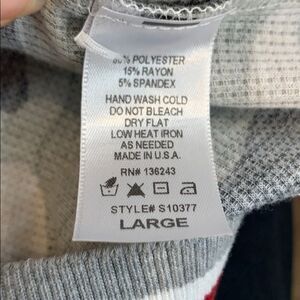 80% POLYESTER
15% RAYON
5% SPANDEX
HAND WASH COLD
DO NOT BLEACH
DRY FLAT
LOW HEAT IRON
AS NEEDED
MADE IN U.S.A.
RN# 136243
STYLE# S10377
LARGE